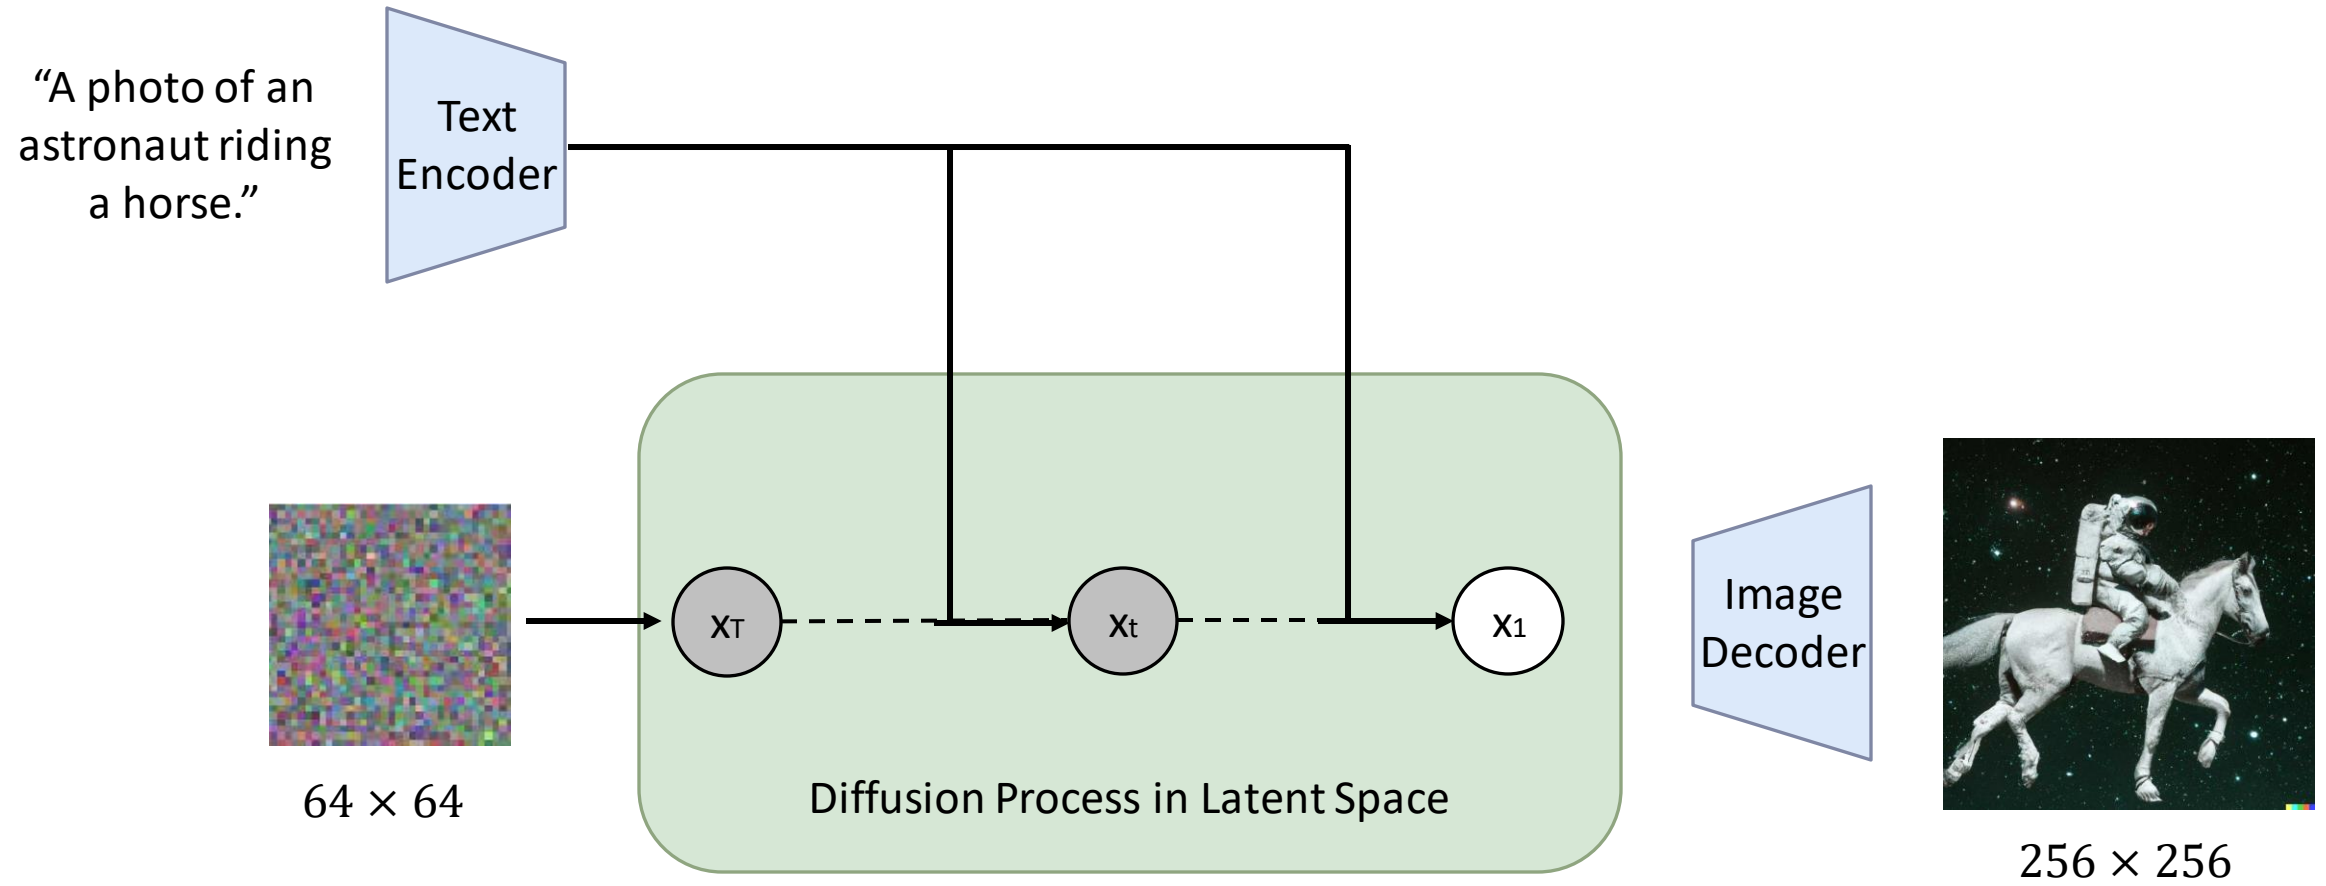 “A photo of an
astronaut riding
a horse.”
Text
Encoder
xT
xt
x1
Image
Decoder
Diffusion Process in Latent Space
64 × 64
256 × 256